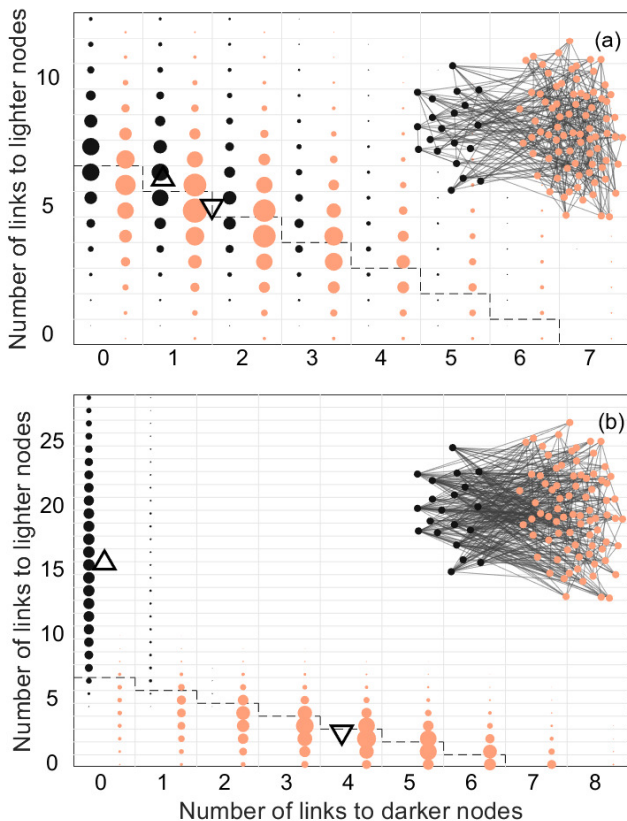 (a)
Number of links to lighter nodes
10
5
0
0 1 2 3 4 5 6 7
(b)
Number of links to lighter nodes
25
20
15
10
5
0
0 1 2 3 4 5 6 7 8
Number of links to darker nodes